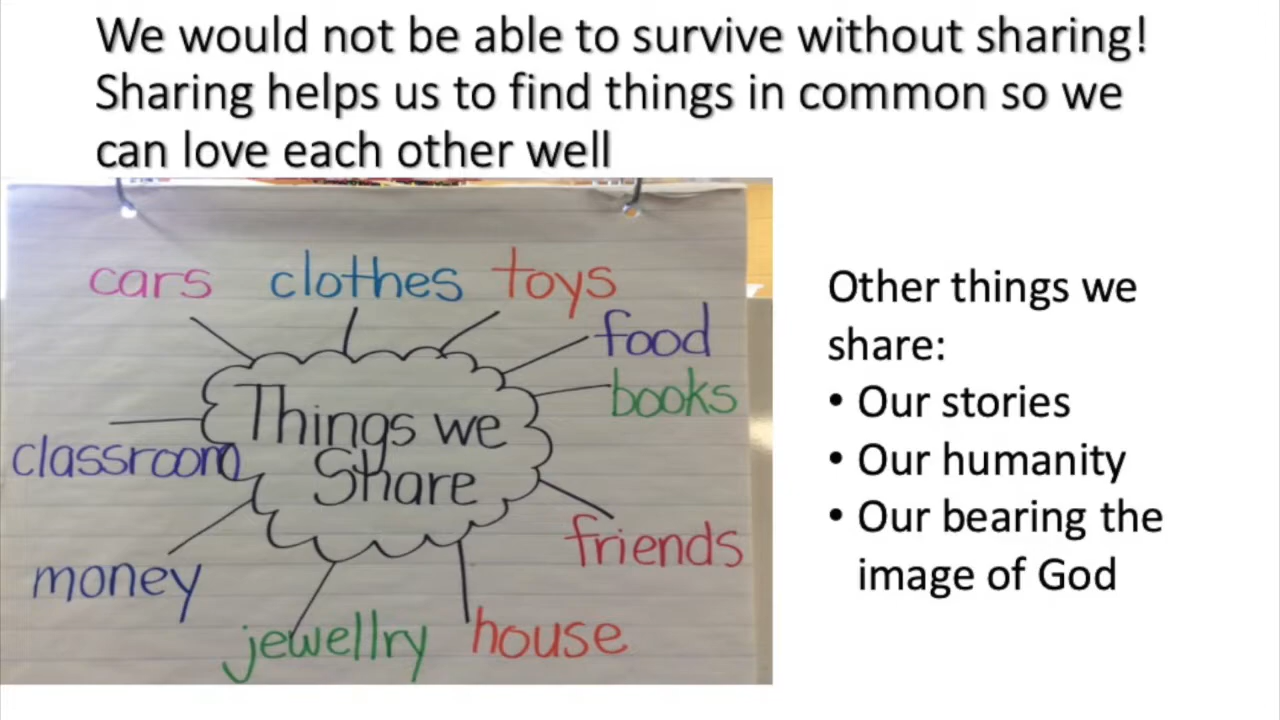 We would not be able to survive without sharing!
Sharing helps us to find things in common so we
can love each other well
cars clothes toys
food
books
Things we
Share
classroom
friends
money
jewellry house
Other things we
share:
• Our stories
• Our humanity
• Our bearing the
image of God